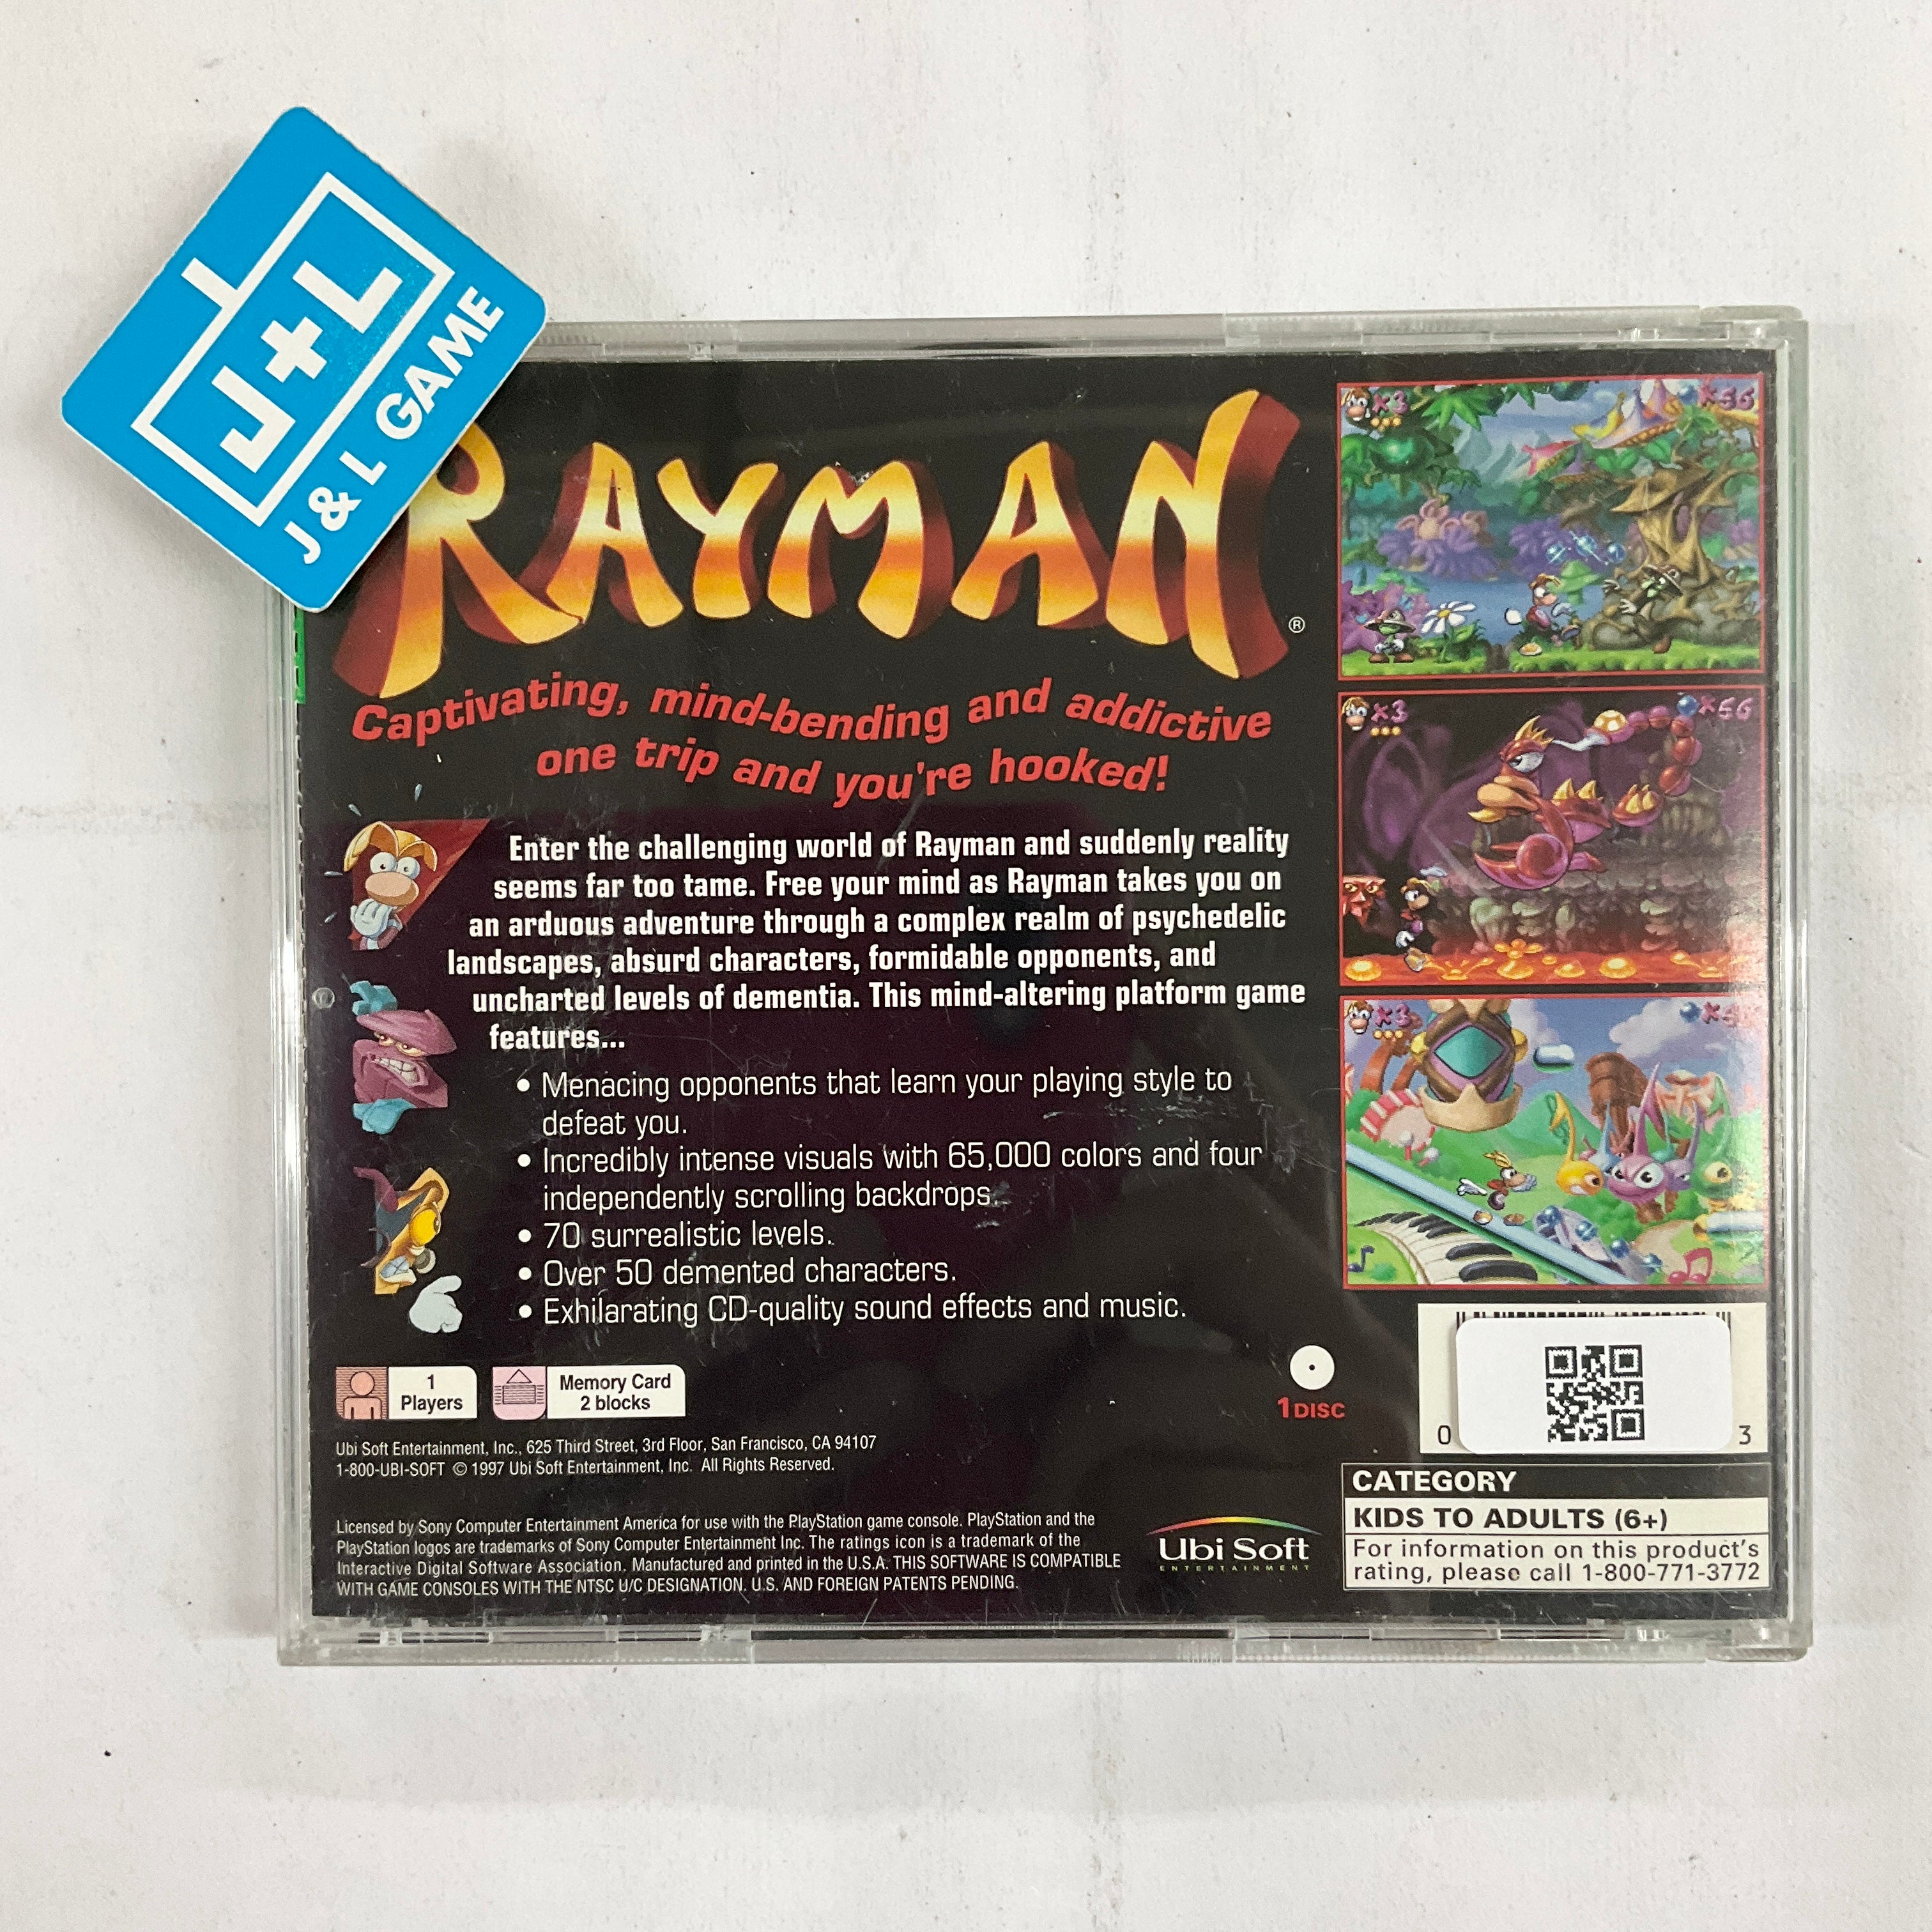 J+L
J & L GAME
RAYMAN®
Captivating, mind-bending and addictive
one trip and you're hooked!
Enter the challenging world of Rayman and suddenly reality
seems far too tame. Free your mind as Rayman takes you on
an arduous adventure through a complex realm of psychedelic
landscapes, absurd characters, formidable opponents, and
uncharted levels of dementia. This mind-altering platform game
features...
• Menacing opponents that learn your playing style to
defeat you.
• Incredibly intense visuals with 65,000 colors and four
independently scrolling backdrops.
• 70 surrealistic levels.
• Over 50 demented characters.
• Exhilarating CD-quality sound effects and music.
1
Players
Memory Card
2 blocks
1 DISC
Ubi Soft Entertainment, Inc., 625 Third Street, 3rd Floor, San Francisco, CA 94107
1-800-UBI-SOFT © 1997 Ubi Soft Entertainment, Inc. All Rights Reserved.
Licensed by Sony Computer Entertainment America for use with the PlayStation game console. PlayStation and the
PlayStation logos are trademarks of Sony Computer Entertainment Inc. The ratings icon is a trademark of the
Interactive Digital Software Association. Manufactured and printed in the U.S.A. THIS SOFTWARE IS COMPATIBLE
WITH GAME CONSOLES WITH THE NTSC U/C DESIGNATION. U.S. AND FOREIGN PATENTS PENDING.
Ubi Soft
ENTERTAINMENT
x3
x56
x3
x56
x3
0 3
CATEGORY
KIDS TO ADULTS (6+)
For information on this product's
rating, please call 1-800-771-3772